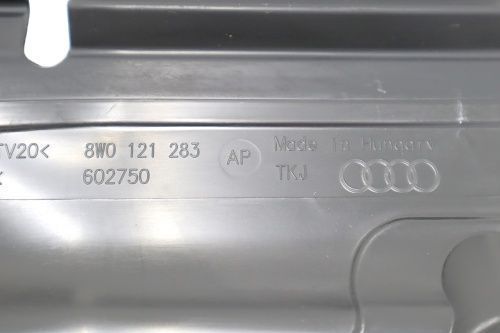 TV20< 8W0 121 283 AP Made in Hungary
< 602750 TKJ